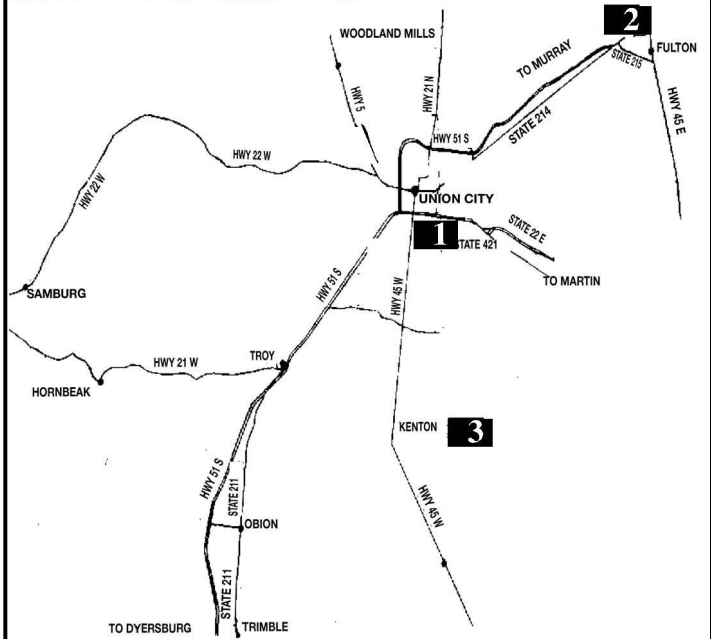 2
WOODLAND MILLS
FULTON
TO MURRAY
STATE 215
HWY 21 N
HWY 5
HWY 51 S
STATE 214
HWY 45 E
HWY 22 W
HWY 22 W
UNION CITY
1
STATE 421
STATE 22 E
TO MARTIN
SAMBURG
HWY 51 S
HWY 45 W
HWY 21 W
TROY
HORNBEAK
KENTON
3
HWY 51 S
STATE 211
HWY 45 W
OBION
STATE 211
TO DYERSBURG
TRIMBLE